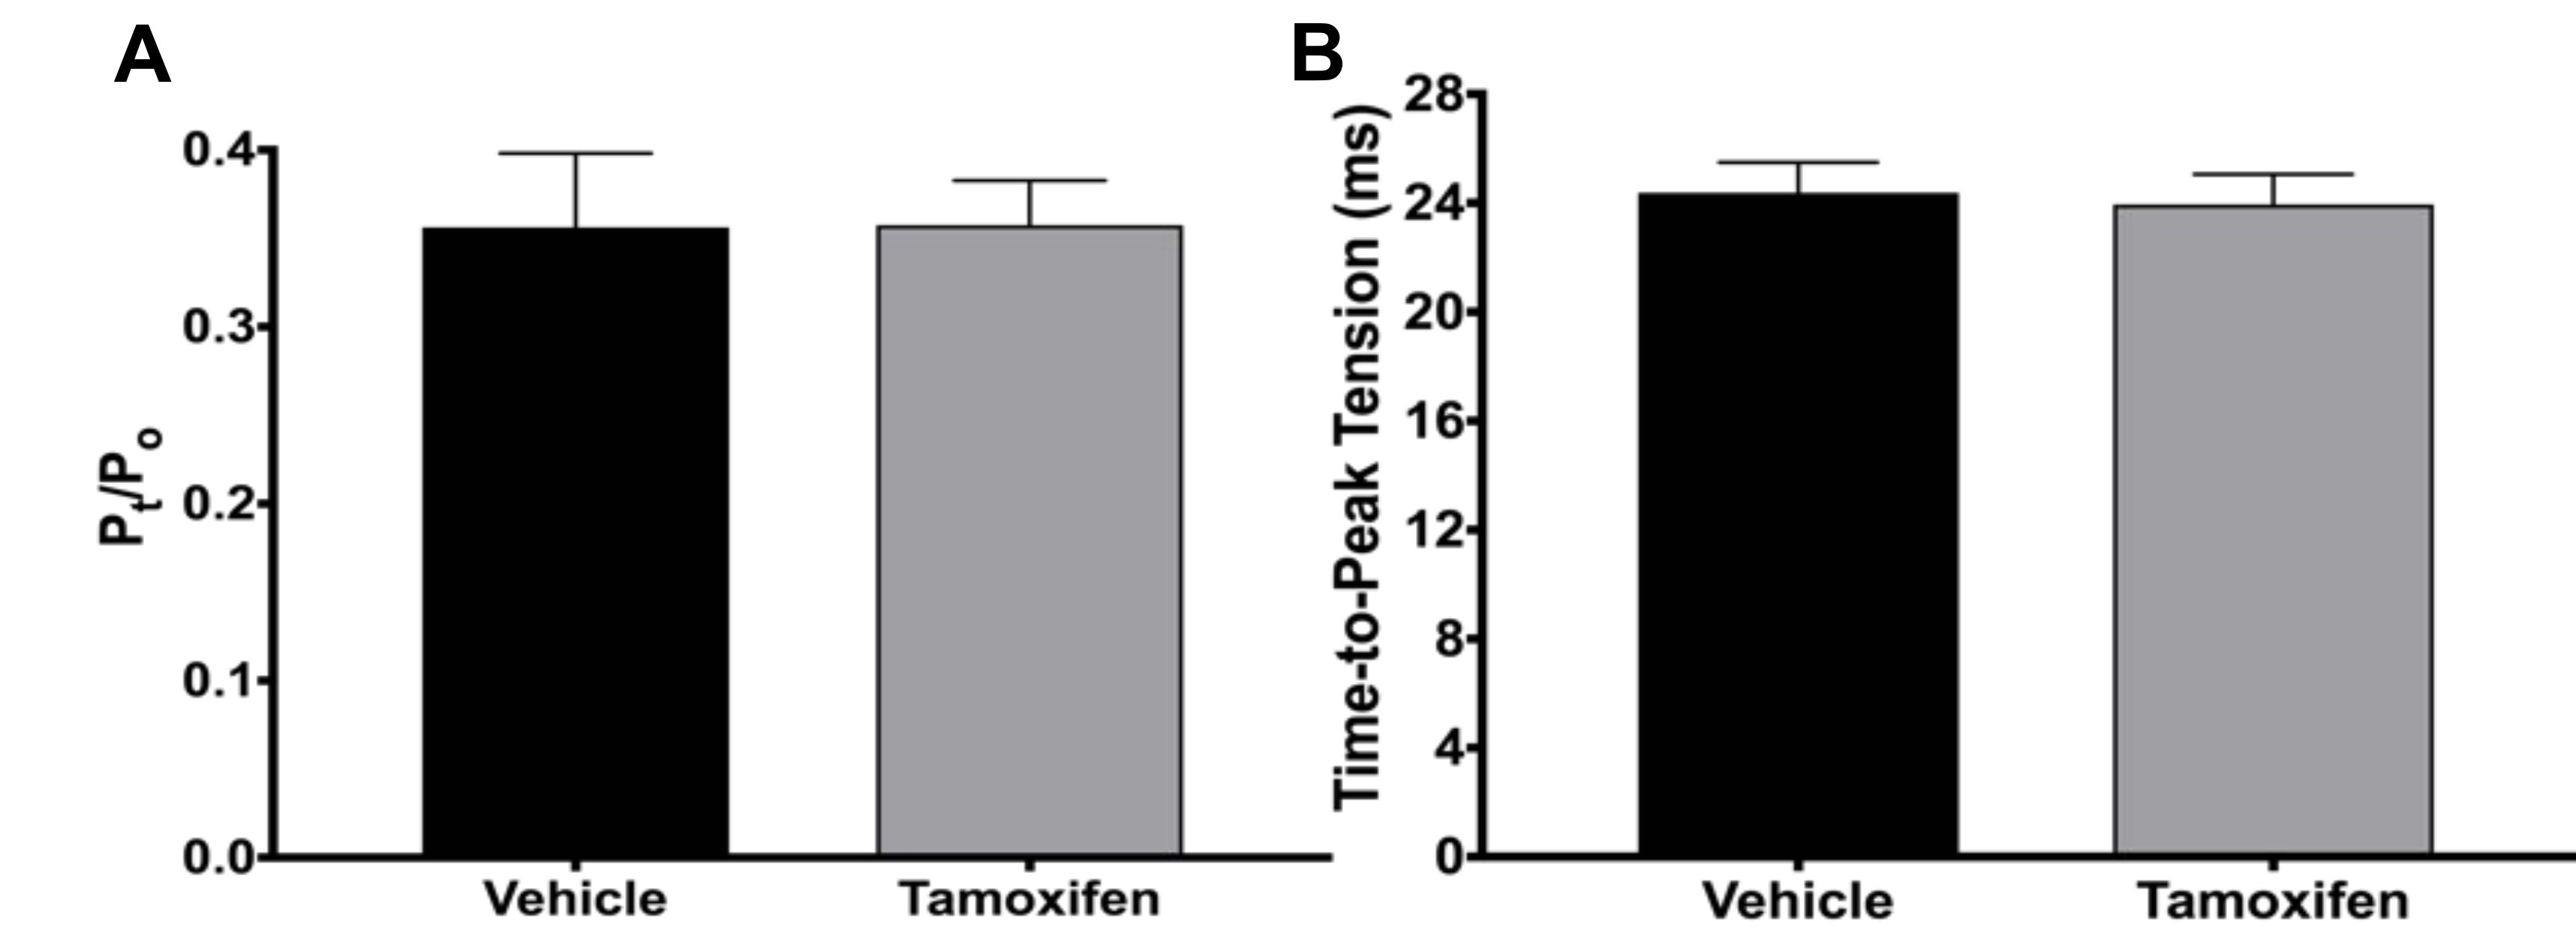 A
0.4
0.3
0.2
0.1
0.0
Pt/Po
Vehicle
Tamoxifen
B
28
24
20
16
12
8
4
0
Time-to-Peak Tension (ms)
Vehicle
Tamoxifen